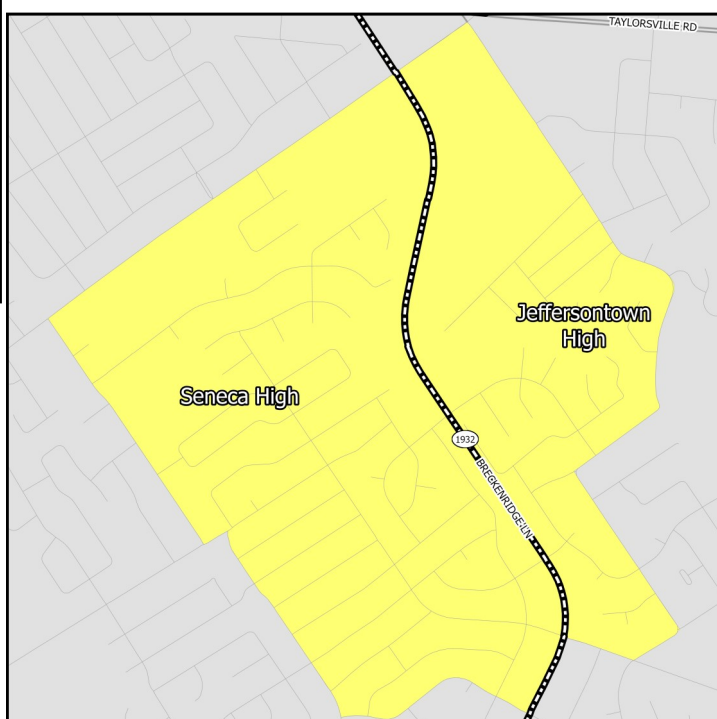 TAYLORSVILLE RD
Jeffersontown
High
Seneca High
1932
BRECKENRIDGE LN